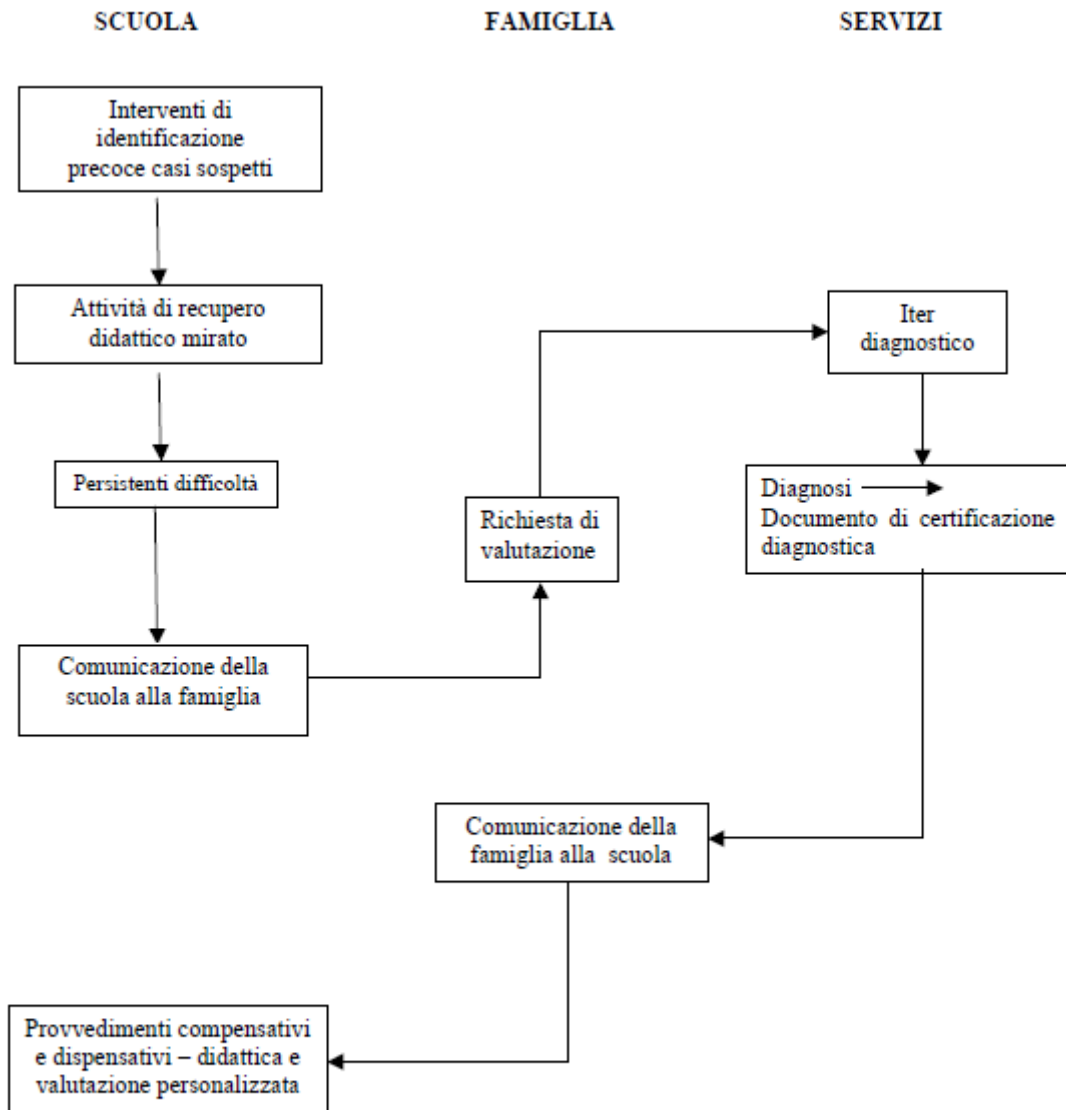 SCUOLA
FAMIGLIA
SERVIZI
Interventi di
identificazione
precoce casi sospetti
Attività di recupero
didattico mirato
Persistenti difficoltà
Comunicazione della
scuola alla famiglia
Richiesta di
valutazione
Iter
diagnostico
Diagnosi
Documento di certificazione
diagnostica
Comunicazione della
famiglia alla scuola
Provvedimenti compensativi
e dispensativi – didattica e
valutazione personalizzata